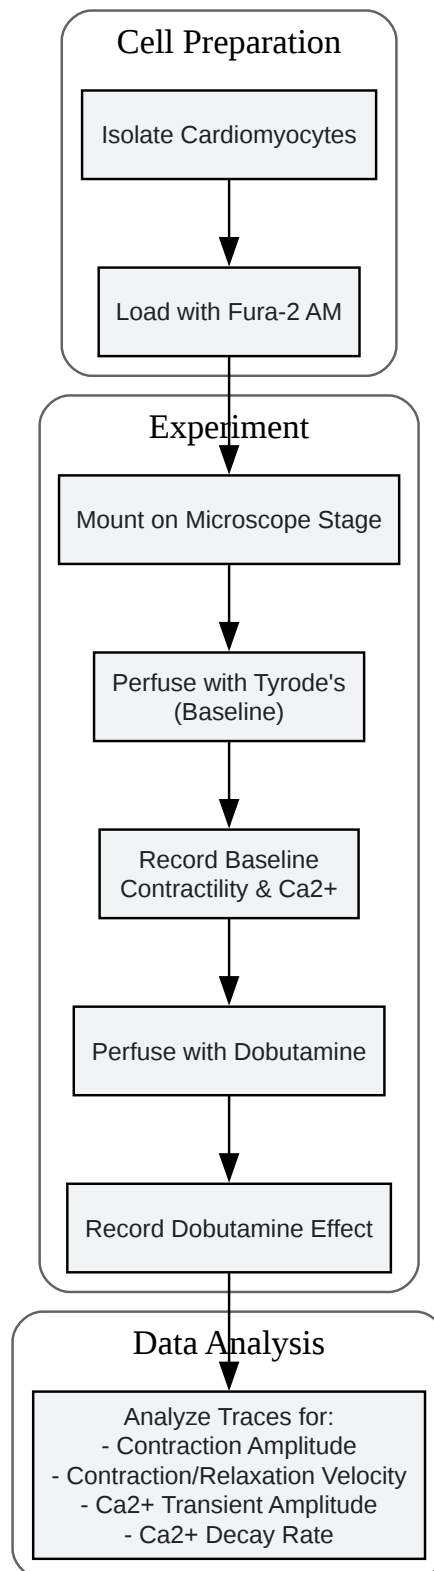 Cell Preparation
Isolate Cardiomyocytes
Load with Fura-2 AM
Experiment
Mount on Microscope Stage
Perfuse with Tyrode's
(Baseline)
Record Baseline
Contractility & Ca2+
Perfuse with Dobutamine
Record Dobutamine Effect
Data Analysis
Analyze Traces for:
- Contraction Amplitude
- Contraction/Relaxation Velocity
- Ca2+ Transient Amplitude
- Ca2+ Decay Rate